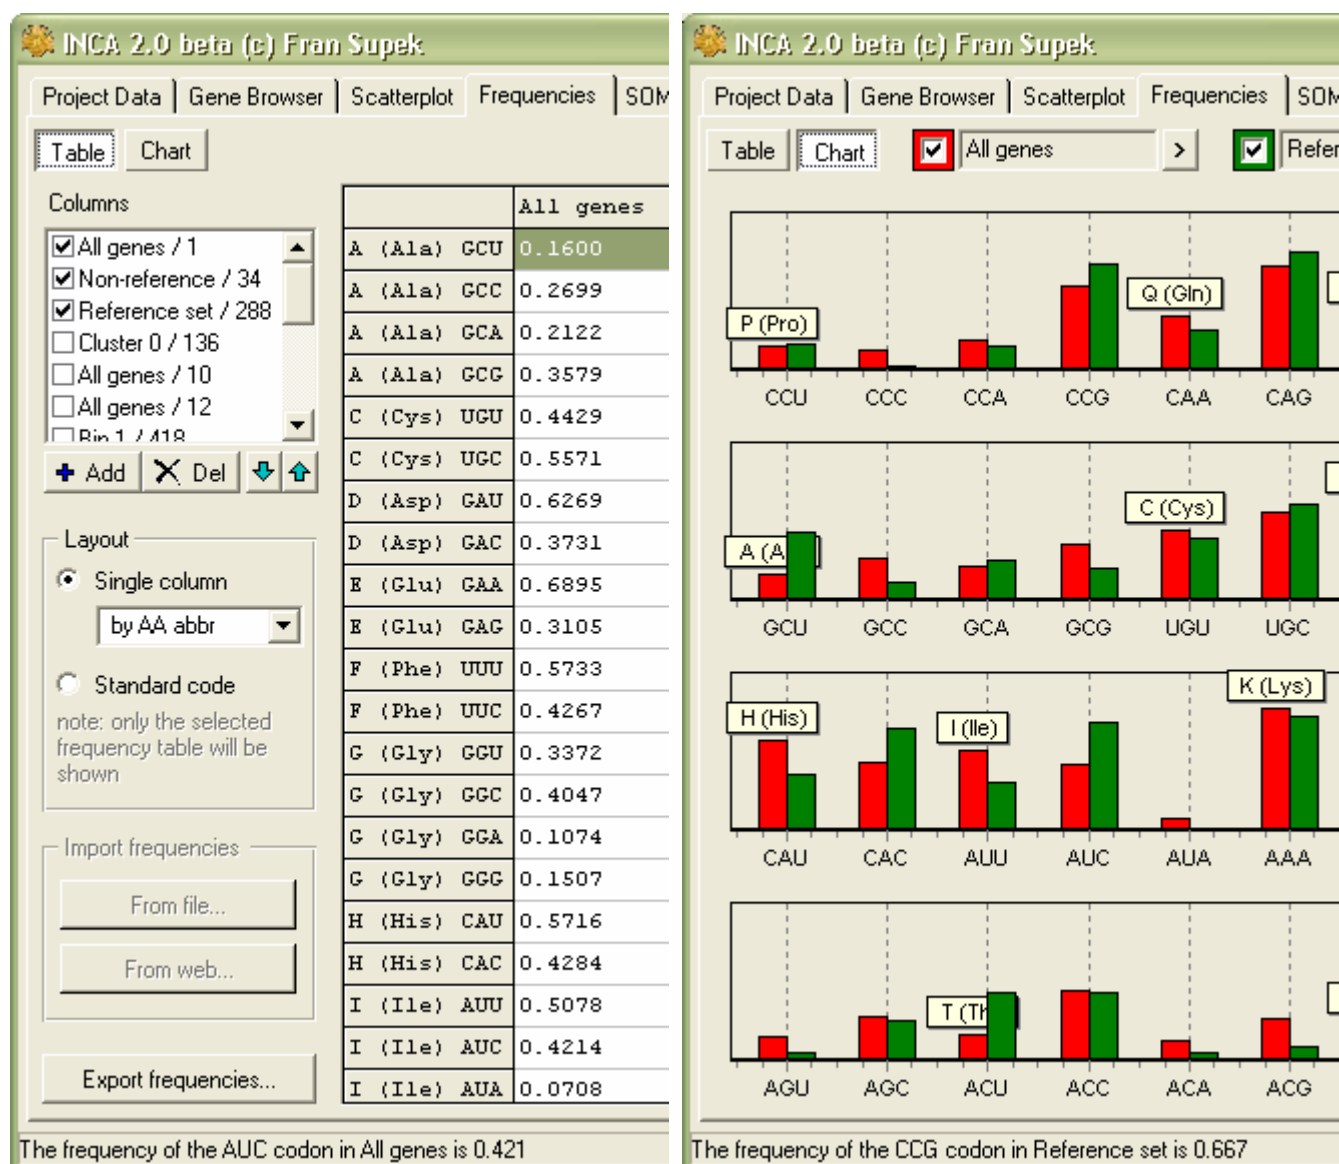 INCA 2.0 beta (c) Fran Supek
Project Data Gene Browser Scatterplot Frequencies SOM
Table Chart
Columns
All genes / 1
Non-reference / 34
Reference set / 288
Cluster 0 / 136
All genes / 10
All genes / 12
Bin 1 / 418
Add Del
Layout
Single column
by AA abbr
Standard code
note: only the selected
frequency table will be
shown
Import frequencies
From file...
From web...
Export frequencies...
All genes
A (Ala) GCU 0.1600
A (Ala) GCC 0.2699
A (Ala) GCA 0.2122
A (Ala) GCG 0.3579
C (Cys) UGU 0.4429
C (Cys) UGC 0.5571
D (Asp) GAU 0.6269
D (Asp) GAC 0.3731
E (Glu) GAA 0.6895
E (Glu) GAG 0.3105
F (Phe) UUU 0.5733
F (Phe) UUC 0.4267
G (Gly) GGU 0.3372
G (Gly) GGC 0.4047
G (Gly) GGA 0.1074
G (Gly) GGG 0.1507
H (His) CAU 0.5716
H (His) CAC 0.4284
I (Ile) AUU 0.5078
I (Ile) AUC 0.4214
I (Ile) AUA 0.0708
The frequency of the AUC codon in All genes is 0.421
INCA 2.0 beta (c) Fran Supek
Project Data Gene Browser Scatterplot Frequencies SOM
Table Chart All genes > Refer
P (Pro) Q (Gln)
CCU CCC CCA CCG CAA CAG
A (A C (Cys)
GCU GCC GCA GCG UGU UGC
H (His) I (Ile) K (Lys)
CAU CAC AUU AUC AUA AAA
T (Th
AGU AGC ACU ACC ACA ACG
The frequency of the CCG codon in Reference set is 0.667